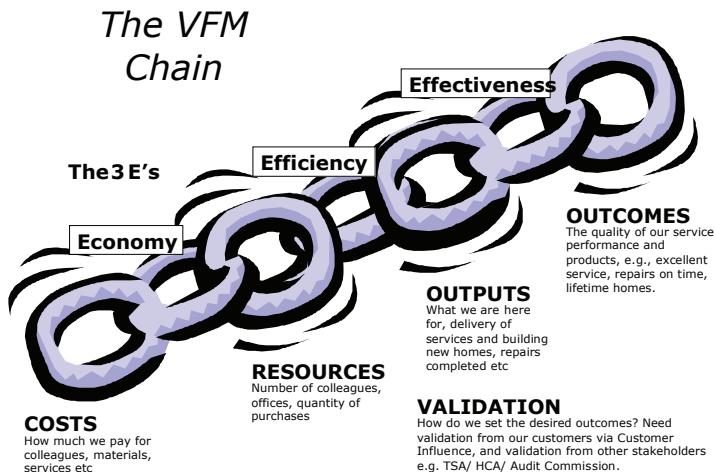 The VFM
Chain
Effectiveness
Efficiency
The 3 E's
Economy
OUTCOMES
The quality of our service
performance and
products, e.g., excellent
service, repairs on time,
lifetime homes.
OUTPUTS
What we are here
for, delivery of
services and building
new homes, repairs
completed etc
RESOURCES
Number of colleagues,
offices, quantity of
purchases
COSTS
How much we pay for
colleagues, materials,
services etc
VALIDATION
How do we set the desired outcomes? Need
validation from our customers via Customer
Influence, and validation from other stakeholders
e.g. TSA/ HCA/ Audit Commission.